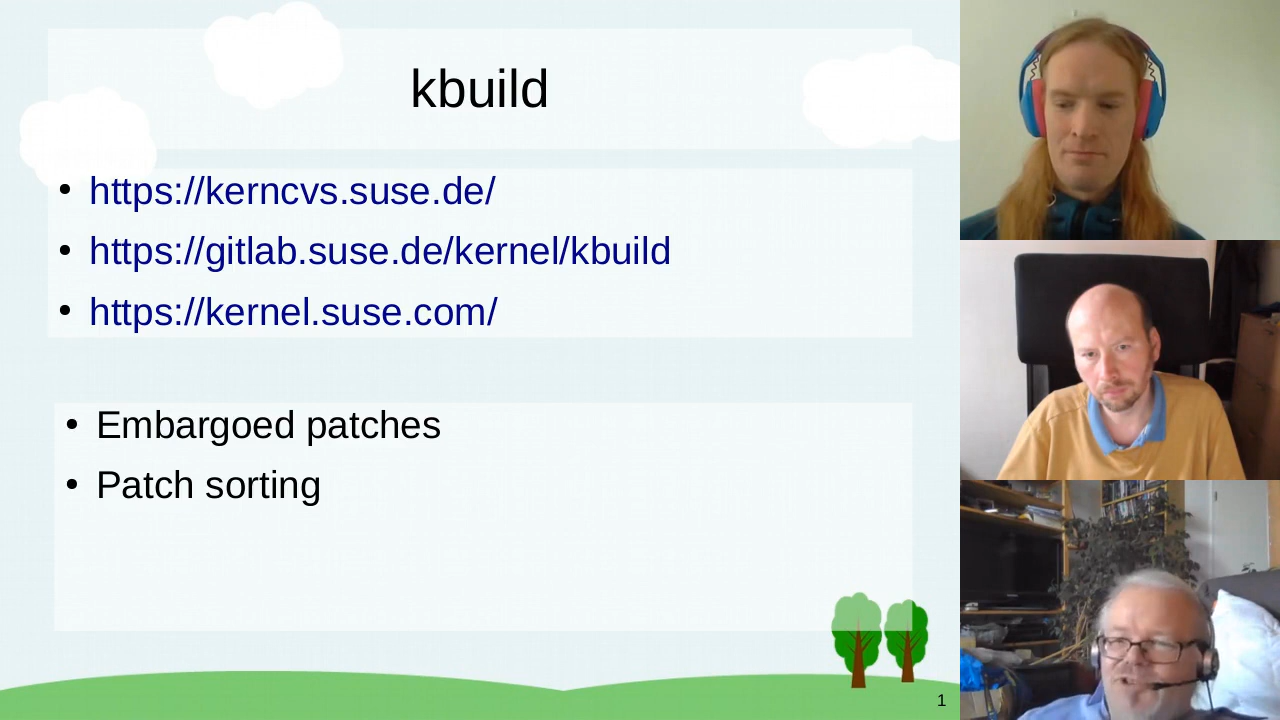 kbuild
• https://kerncvs.suse.de/
• https://gitlab.suse.de/kernel/kbuild
• https://kernel.suse.com/
• Embargoed patches
• Patch sorting
1